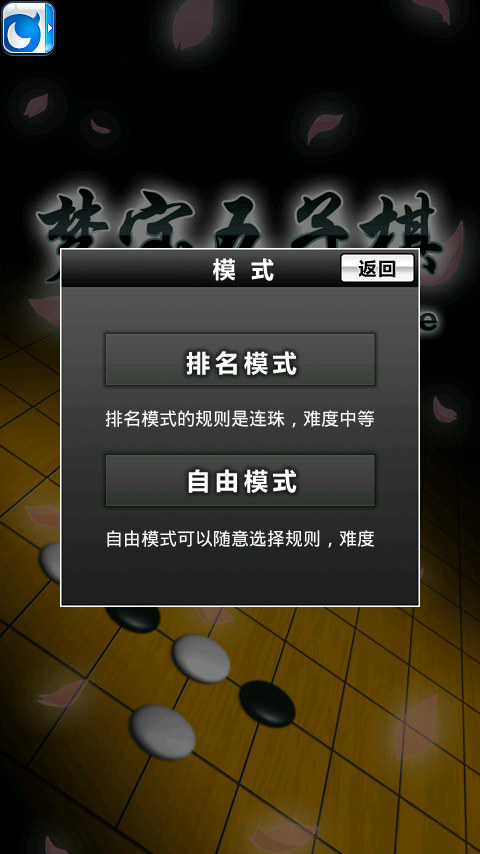 梦宝五子棋
e
模 式
返回
排名模式
排名模式的规则是连珠，难度中等
自由模式
自由模式可以随意选择规则，难度